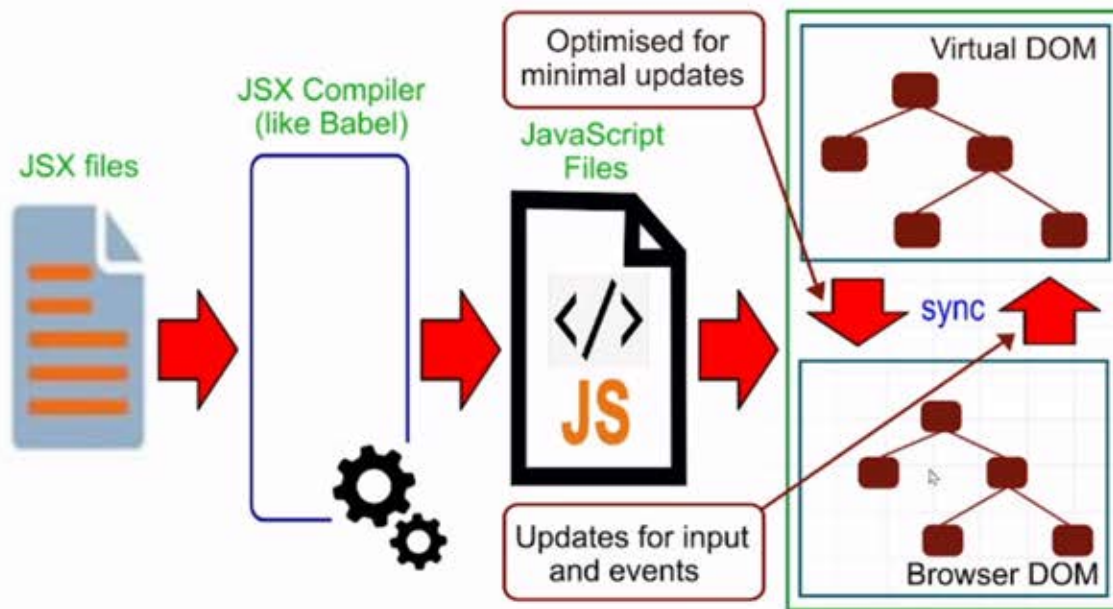 JSX files
JSX Compiler
(like Babel)
JavaScript
Files
</>
JS
Optimised for
minimal updates
Updates for input
and events
Virtual DOM
sync
Browser DOM